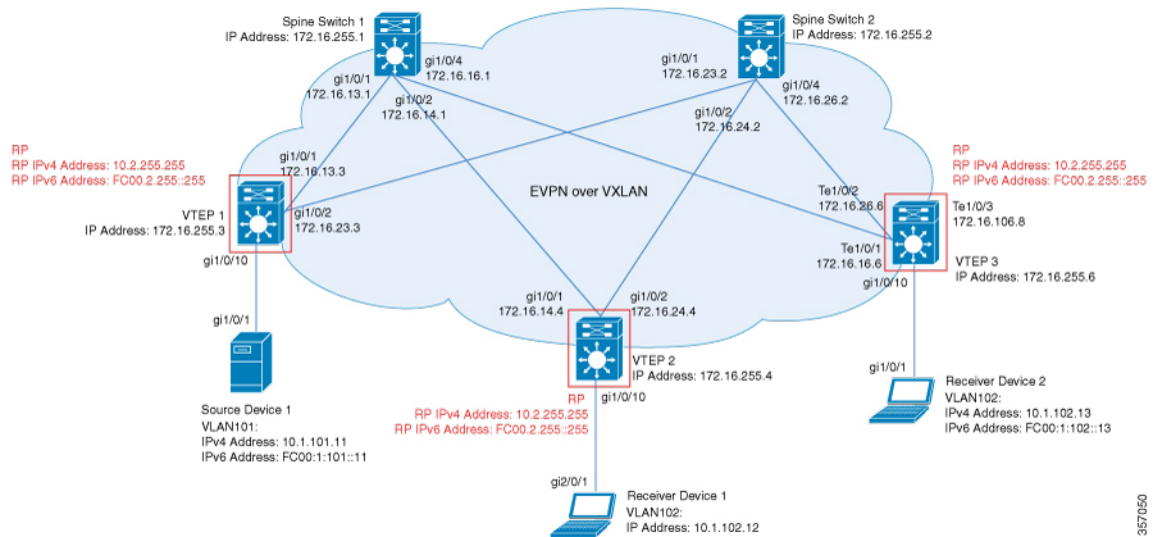 Spine Switch 1
IP Address: 172.16.255.1
Spine Switch 2
IP Address: 172.16.255.2
gi1/0/4
172.16.16.1
gi1/0/1
172.16.13.1
gi1/0/2
172.16.14.1
gi1/0/1
172.16.23.2
gi1/0/4
172.16.26.2
gi1/0/2
172.16.24.2
RP
RP IPv4 Address: 10.2.255.255
RP IPv6 Address: FC00.2.255::255
gi1/0/1
172.16.13.3
VTEP 1
IP Address: 172.16.255.3
gi1/0/2
172.16.23.3
gi1/0/10
EVPN over VXLAN
RP
RP IPv4 Address: 10.2.255.255
RP IPv6 Address: FC00.2.255::255
Te1/0/2
172.16.26.6
Te1/0/3
172.16.106.8
Te1/0/1
172.16.16.6
VTEP 3
IP Address: 172.16.255.6
gi1/0/10
gi1/0/1
172.16.14.4
gi1/0/2
172.16.24.4
VTEP 2
IP Address: 172.16.255.4
gi1/0/10
RP
RP IPv4 Address: 10.2.255.255
RP IPv6 Address: FC00.2.255::255
gi1/0/1
Source Device 1
VLAN101:
IPv4 Address: 10.1.101.11
IPv6 Address: FC00:1:101::11
gi1/0/1
Receiver Device 2
VLAN102:
IPv4 Address: 10.1.102.13
IPv6 Address: FC00:1:102::13
gi2/0/1
Receiver Device 1
VLAN102:
IP Address: 10.1.102.12
357050